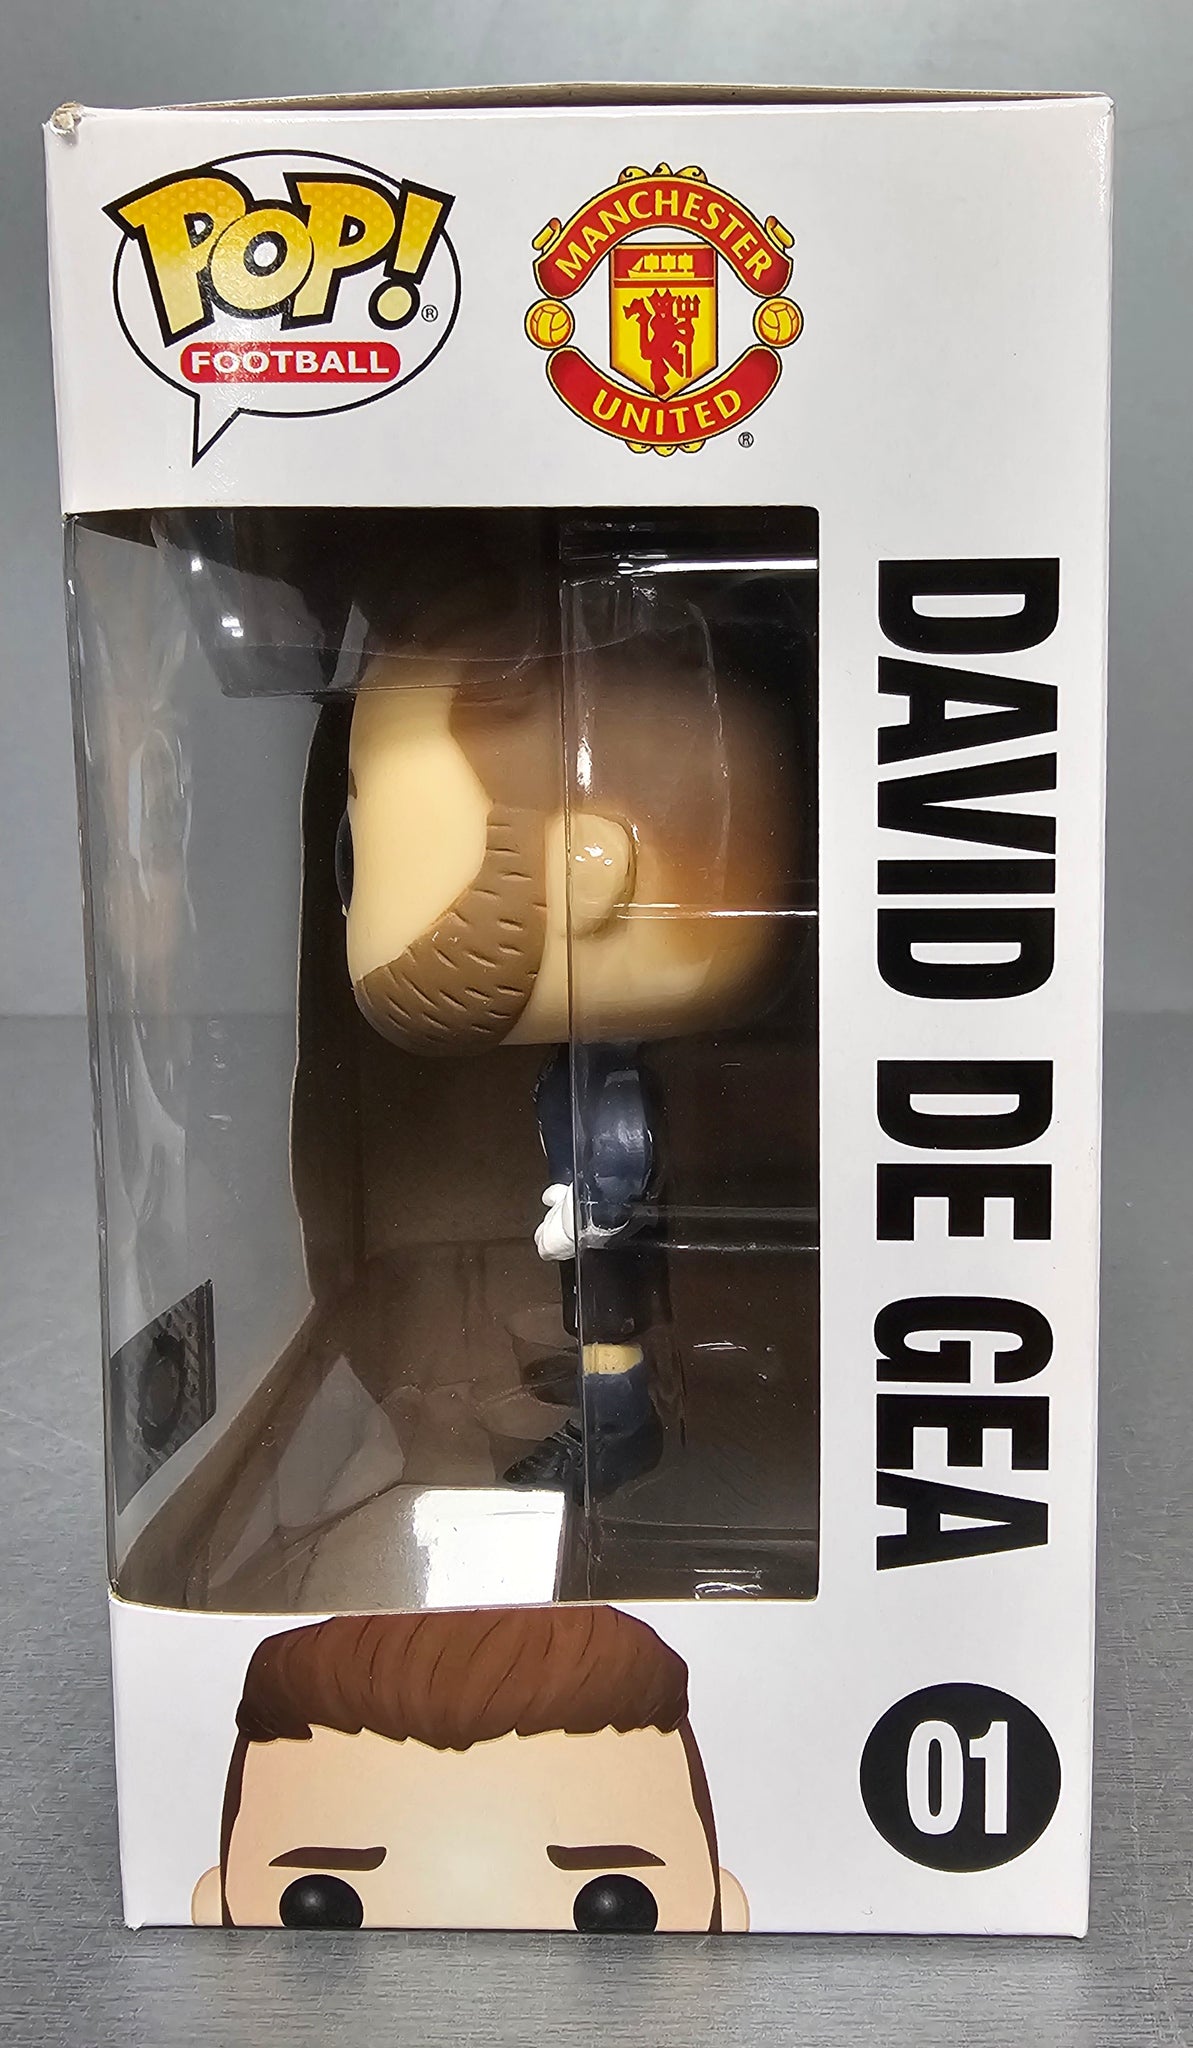 POP!®
FOOTBALL
MANCHESTER
UNITED
®
DAVID DE GEA
01